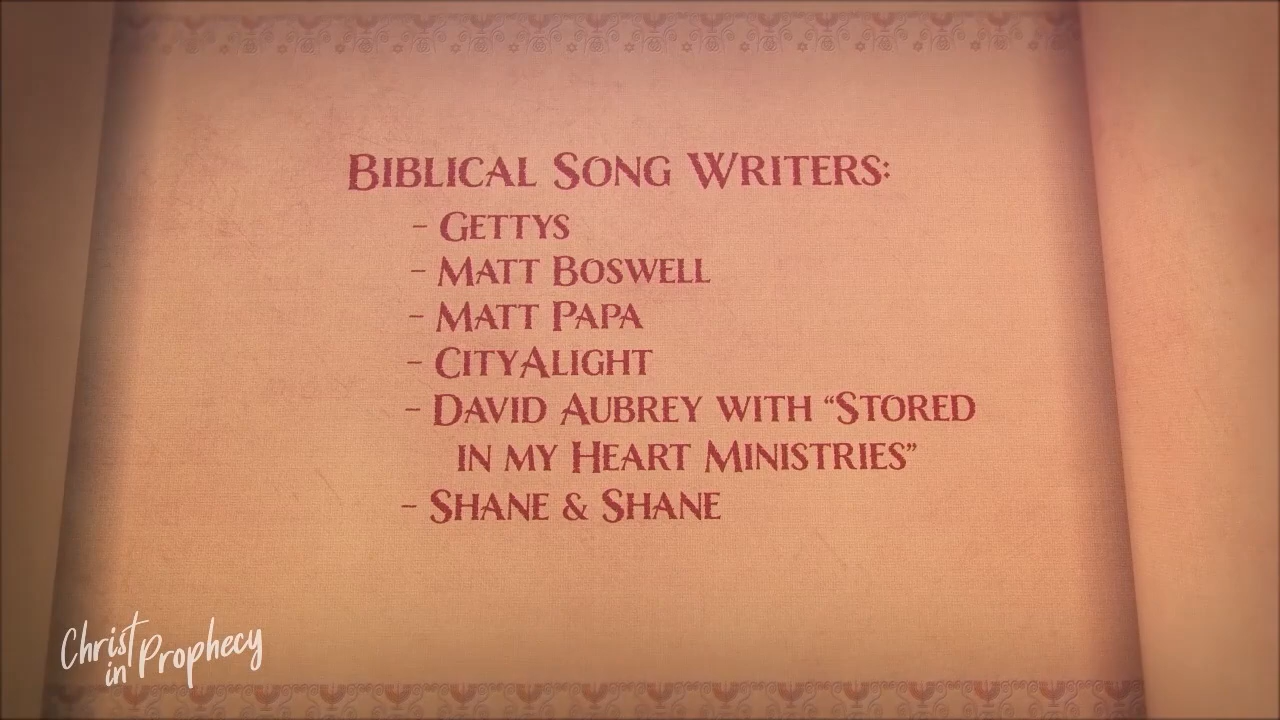 Biblical Song Writers:
- Gettys
- Matt Boswell
- Matt Papa
- CityAlight
- David Aubrey with “Stored
in my Heart Ministries”
- Shane & Shane
Christ
in Prophecy